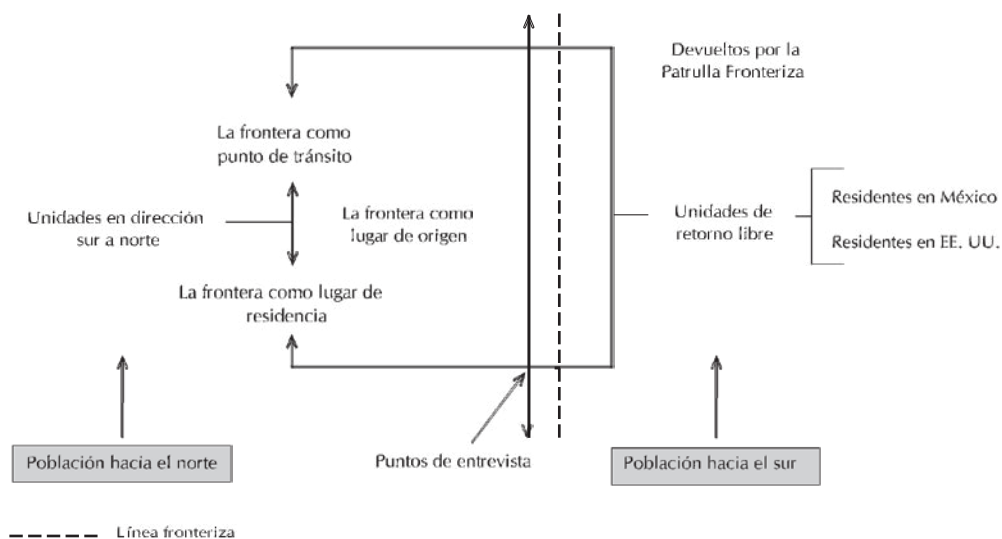 Devueltos por la
Patrulla Fronteriza
La frontera como
punto de tránsito
Unidades en dirección
sur a norte
La frontera como
lugar de origen
Unidades de
retorno libre
Residentes en México
Residentes en EE. UU.
La frontera como lugar de
residencia
Población hacia el norte
Puntos de entrevista
Población hacia el sur
Línea fronteriza